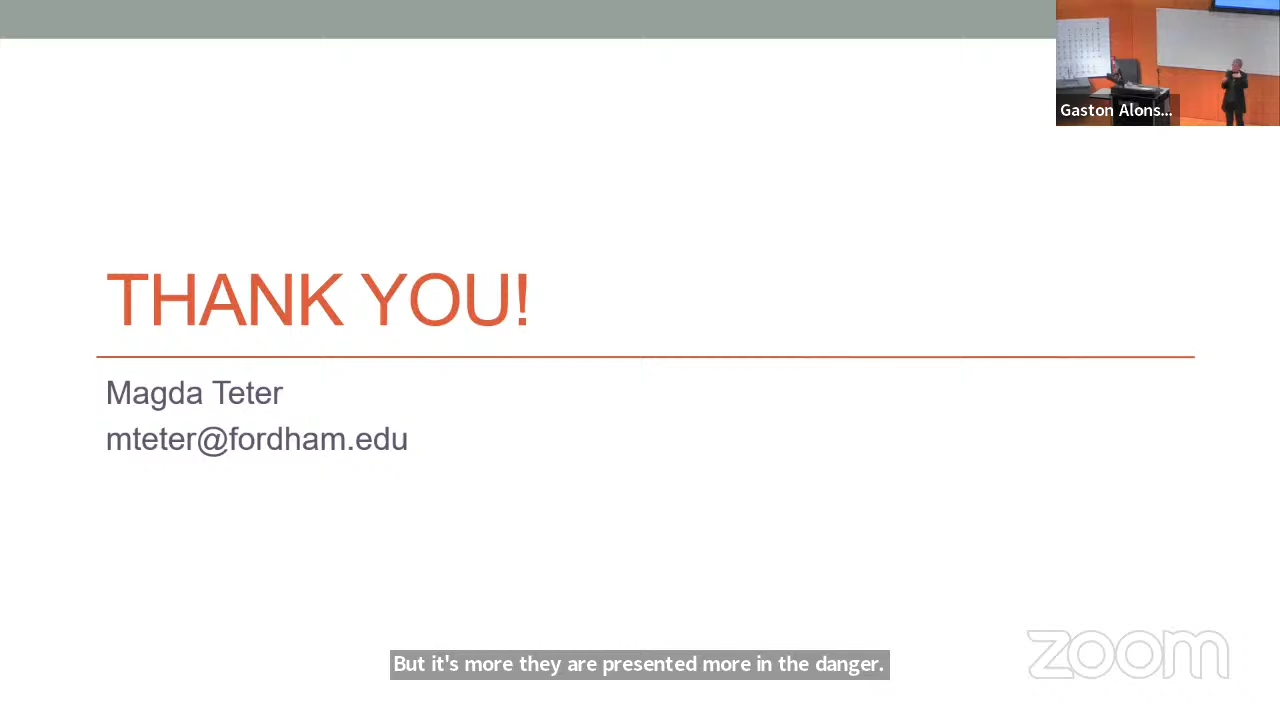 Gaston Alons...
THANK YOU!
Magda Teter
mteter@fordham.edu
But it's more they are presented more in the danger.
zoom